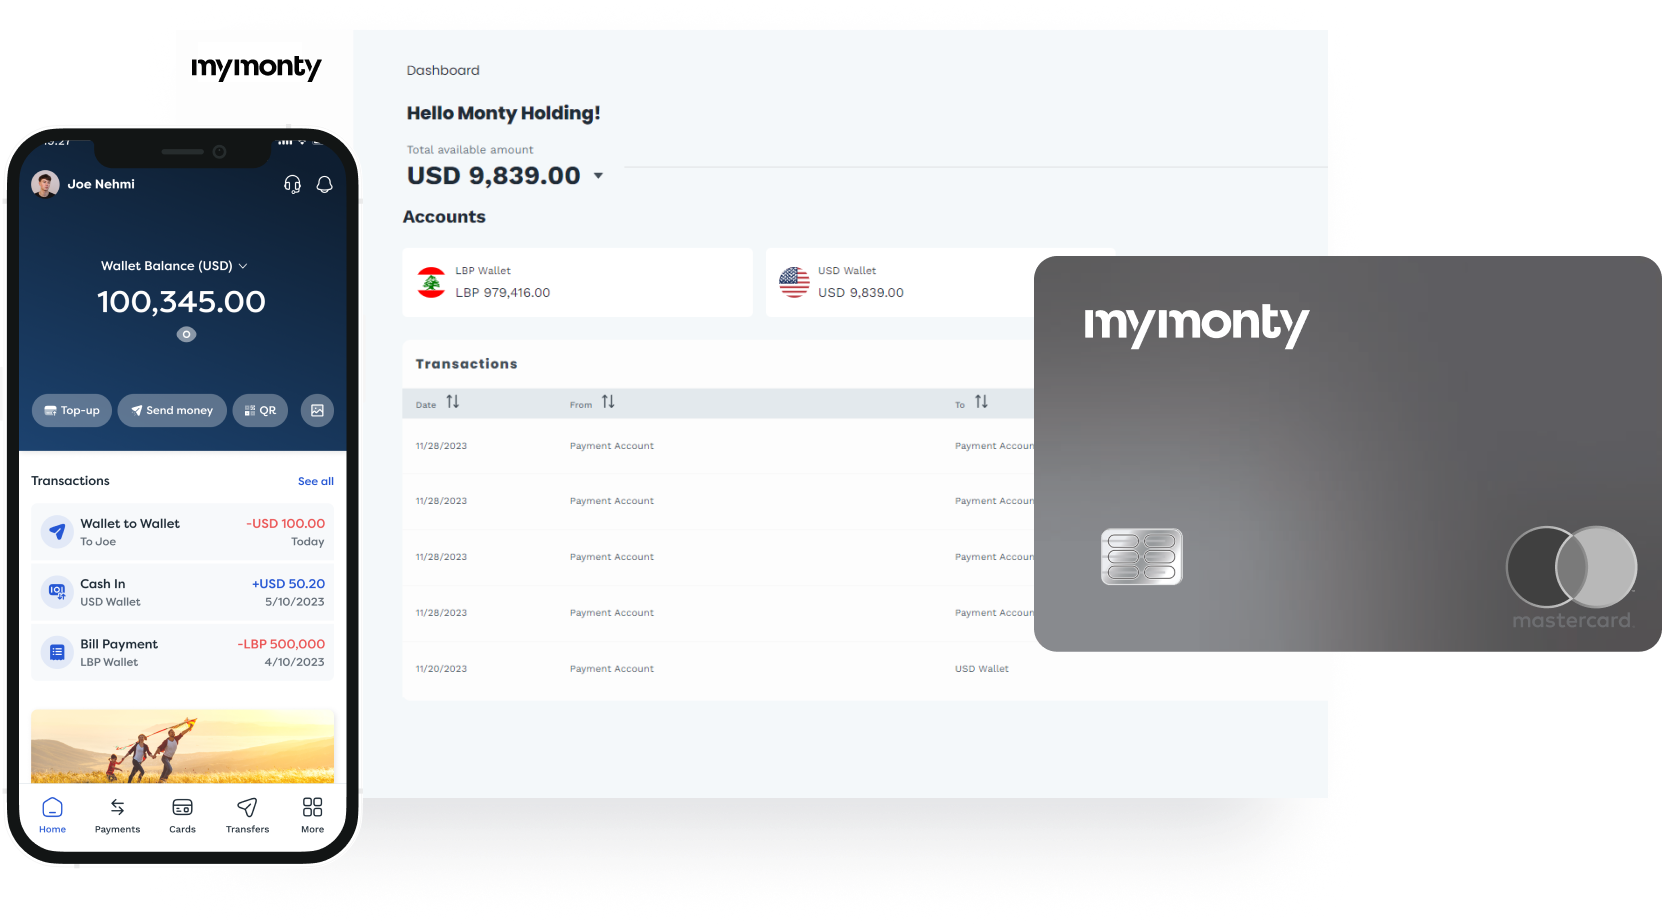 mymonty
Dashboard
Hello Monty Holding!
Total available amount
USD 9,839.00
Accounts
LBP Wallet
LBP 979,416.00
USD Wallet
USD 9,839.00
Transactions
Date From To
11/28/2023 Payment Account Payment
11/28/2023 Payment Account Payment
11/28/2023 Payment Account Payment
11/28/2023 Payment Account Payment
11/20/2023 Payment Account USD Wallet
Joe Nehmi
Wallet Balance (USD)
100,345.00
Top-up Send money QR
Transactions See all
Wallet to Wallet -USD 100.00
To Joe Today
Cash In +USD 50.20
USD Wallet 5/10/2023
Bill Payment -LBP 500,000
LBP Wallet 4/10/2023
Home Payments Cards Transfers More
mymonty
mastercard